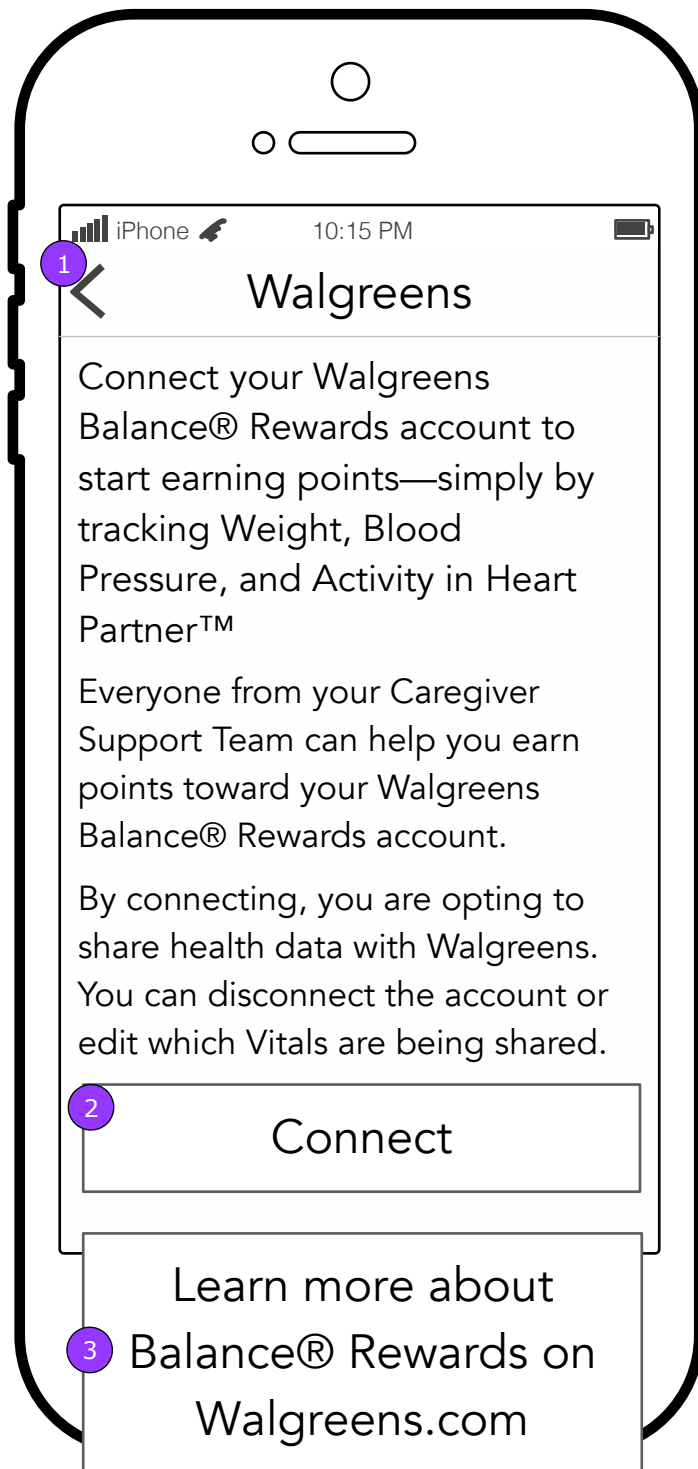 iPhone 10:15 PM
1
Walgreens
Connect your Walgreens
Balance® Rewards account to
start earning points—simply by
tracking Weight, Blood
Pressure, and Activity in Heart
Partner™
Everyone from your Caregiver
Support Team can help you earn
points toward your Walgreens
Balance® Rewards account.
By connecting, you are opting to
share health data with Walgreens.
You can disconnect the account or
edit which Vitals are being shared.
2
Connect
Learn more about
3 Balance® Rewards on
Walgreens.com